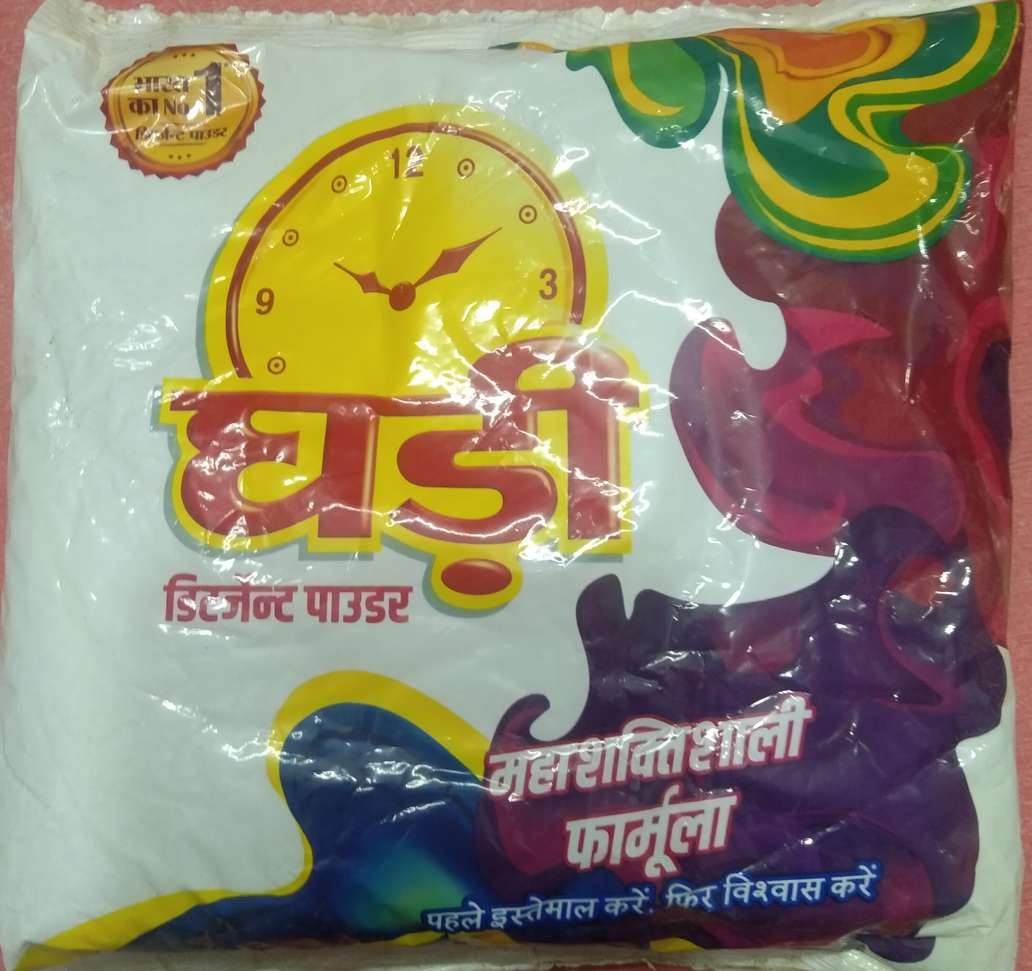 भारत
का No. 1
डिटर्जेन्ट पाउडर
12
9
3
घड़ी
डिटर्जेन्ट पाउडर
महाशक्तिशाली
फार्मूला
पहले इस्तेमाल करें. फिर विश्वास करें